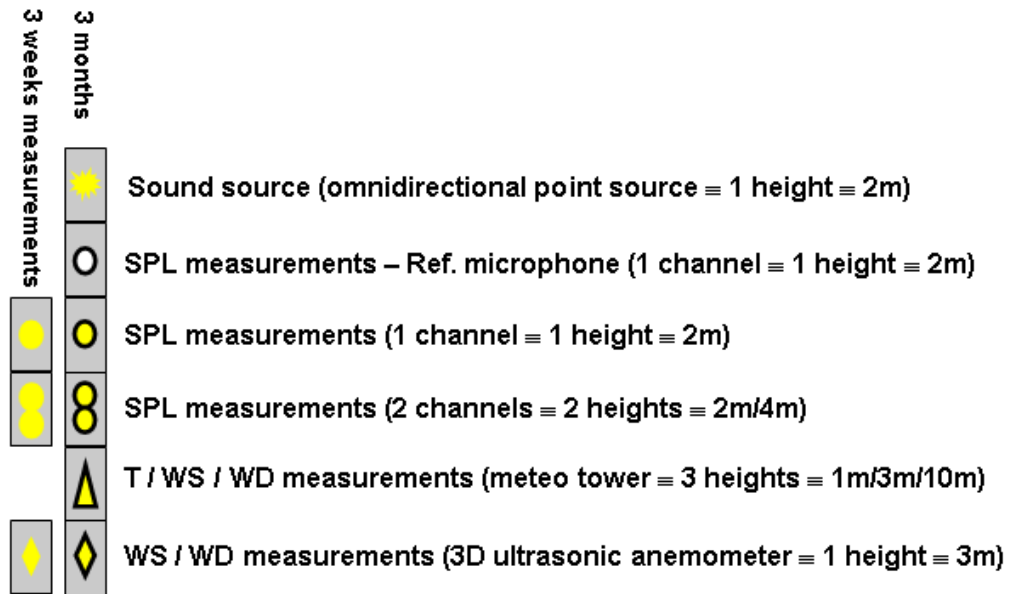 3 weeks measurements
3 months
Sound source (omnidirectional point source ≡ 1 height ≡ 2m)
SPL measurements – Ref. microphone (1 channel ≡ 1 height ≡ 2m)
SPL measurements (1 channel ≡ 1 height ≡ 2m)
SPL measurements (2 channels ≡ 2 heights ≡ 2m/4m)
T / WS / WD measurements (meteo tower ≡ 3 heights ≡ 1m/3m/10m)
WS / WD measurements (3D ultrasonic anemometer ≡ 1 height ≡ 3m)